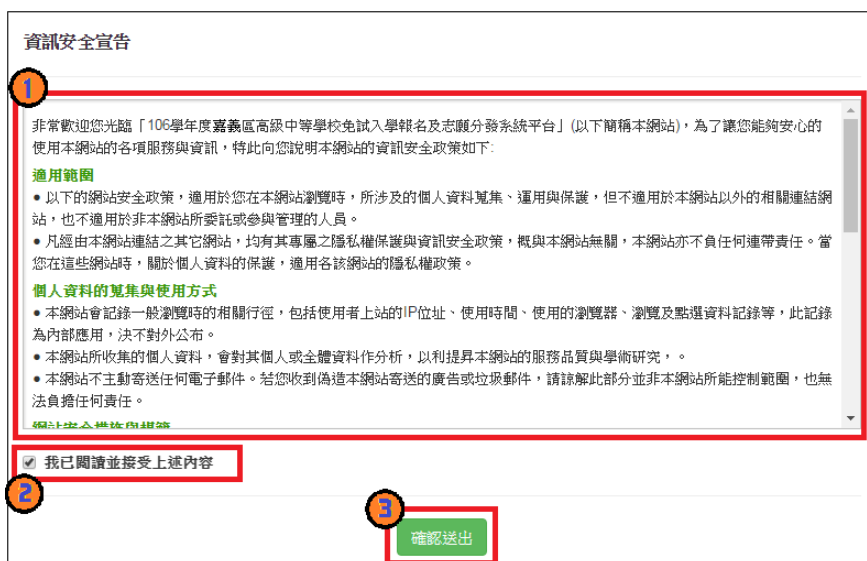 資訊安全宣告
1
非常歡迎您光臨「106學年度嘉義區高級中等學校免試入學報名及志願分發系統平台」(以下簡稱本網站)，為了讓您能夠安心的
使用本網站的各項服務與資訊，特此向您說明本網站的資訊安全政策如下:
適用範圍
● 以下的網站安全政策，適用於您在本網站瀏覽時，所涉及的個人資料蒐集、運用與保護，但不適用於本網站以外的相關連結網
站，也不適用於非本網站所委託或參與管理的人員。
● 凡經由本網站連結之其它網站，均有其專屬之隱私權保護與資訊安全政策，概與本網站無關，本網站亦不負任何連帶責任。當
您在這些網站時，關於個人資料的保護，適用各該網站的隱私權政策。
個人資料的蒐集與使用方式
● 本網站會記錄一般瀏覽時的相關行徑，包括使用者上站的IP位址、使用時間、使用的瀏覽器、瀏覽及點選資料記錄等，此記錄
為內部應用，決不對外公布。
● 本網站所收集的個人資料，會對其個人或全體資料作分析，以利提昇本網站的服務品質與學術研究，。
● 本網站不主動寄送任何電子郵件。若您收到偽造本網站寄送的廣告或垃圾郵件，請諒解此部分並非本網站所能控制範圍，也無
法負擔任何責任。
網站安全措施與規範
我已閱讀並接受上述內容
2
3
確認送出